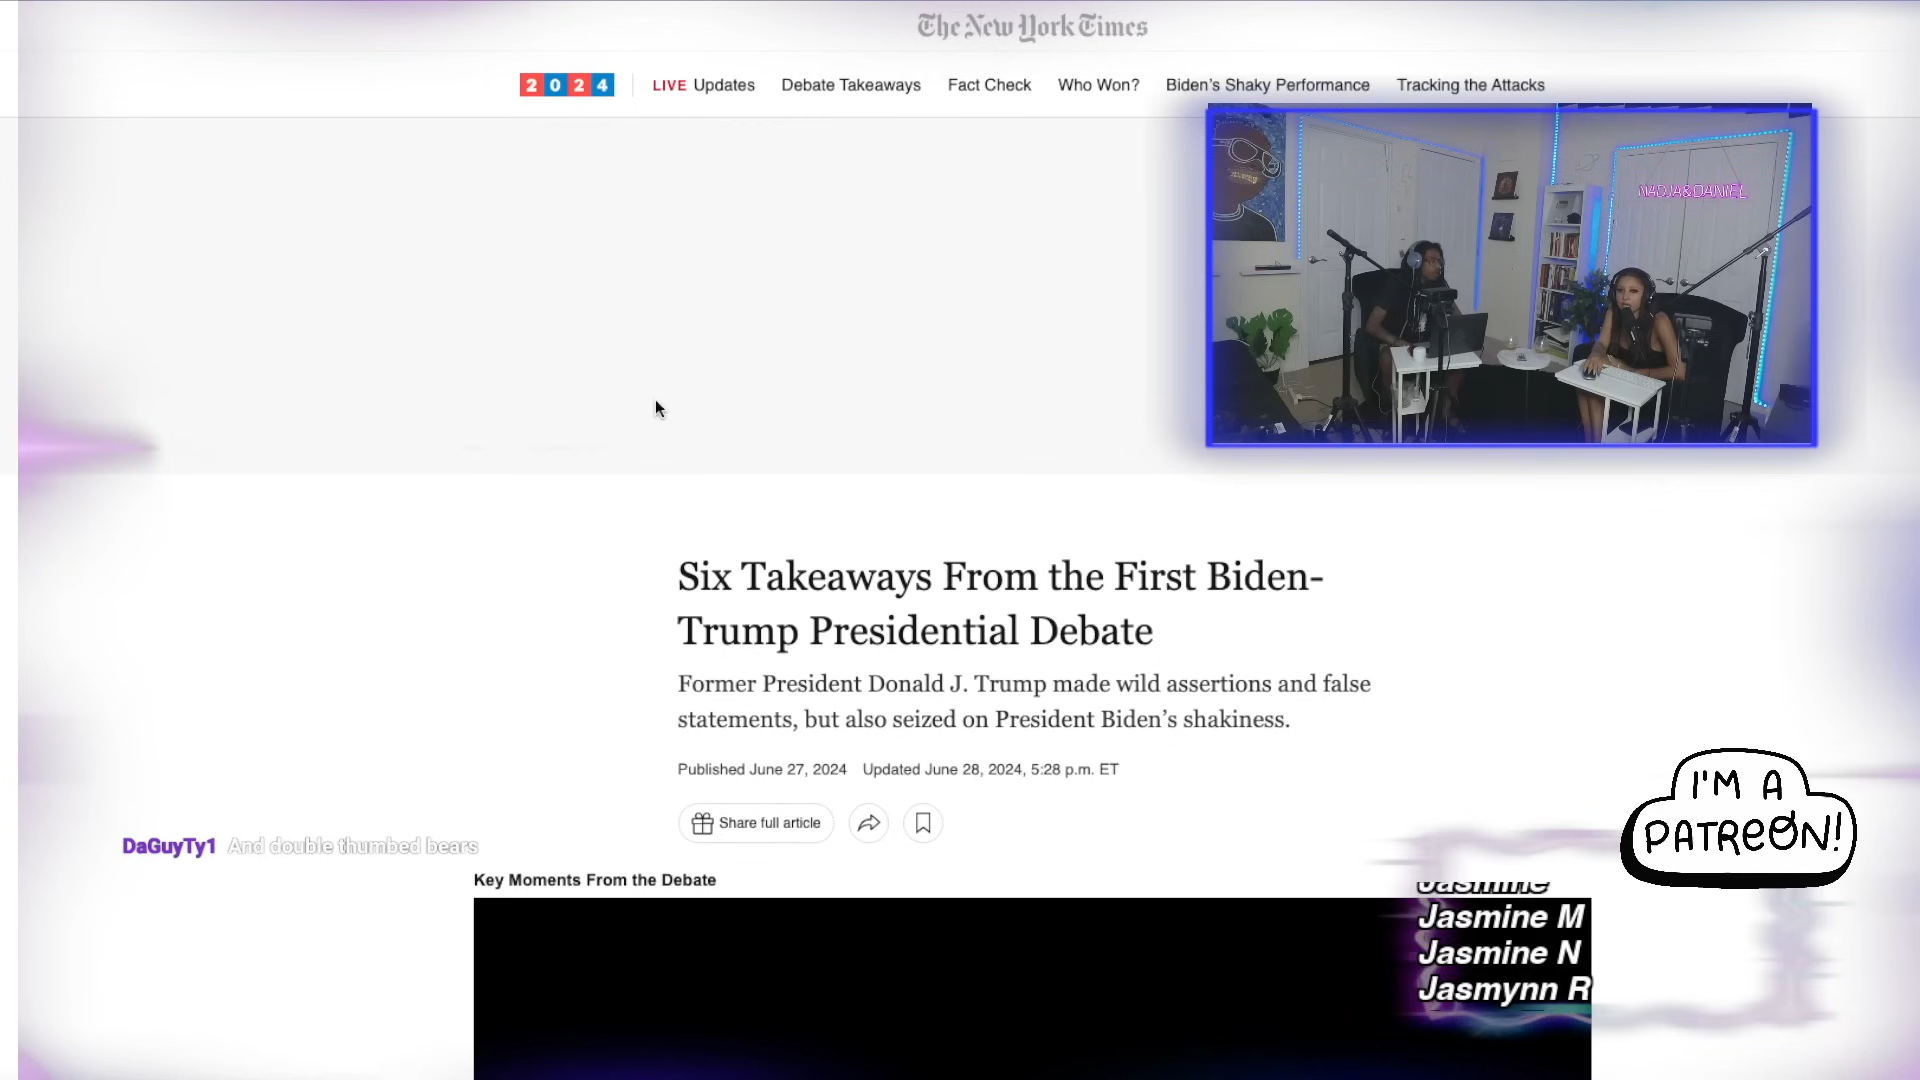 The New York Times
2024
LIVE Updates
Debate Takeaways
Fact Check
Who Won?
Biden’s Shaky Performance
Tracking the Attacks
NADJA&DANIEL
Six Takeaways From the First Biden-
Trump Presidential Debate
Former President Donald J. Trump made wild assertions and false
statements, but also seized on President Biden’s shakiness.
Published June 27, 2024 Updated June 28, 2024, 5:28 p.m. ET
Share full article
I'M A
PATREON!
DaGuyTy1 And double thumbed bears
Key Moments From the Debate
Jasmine
Jasmine M
Jasmine N
Jasmynn R